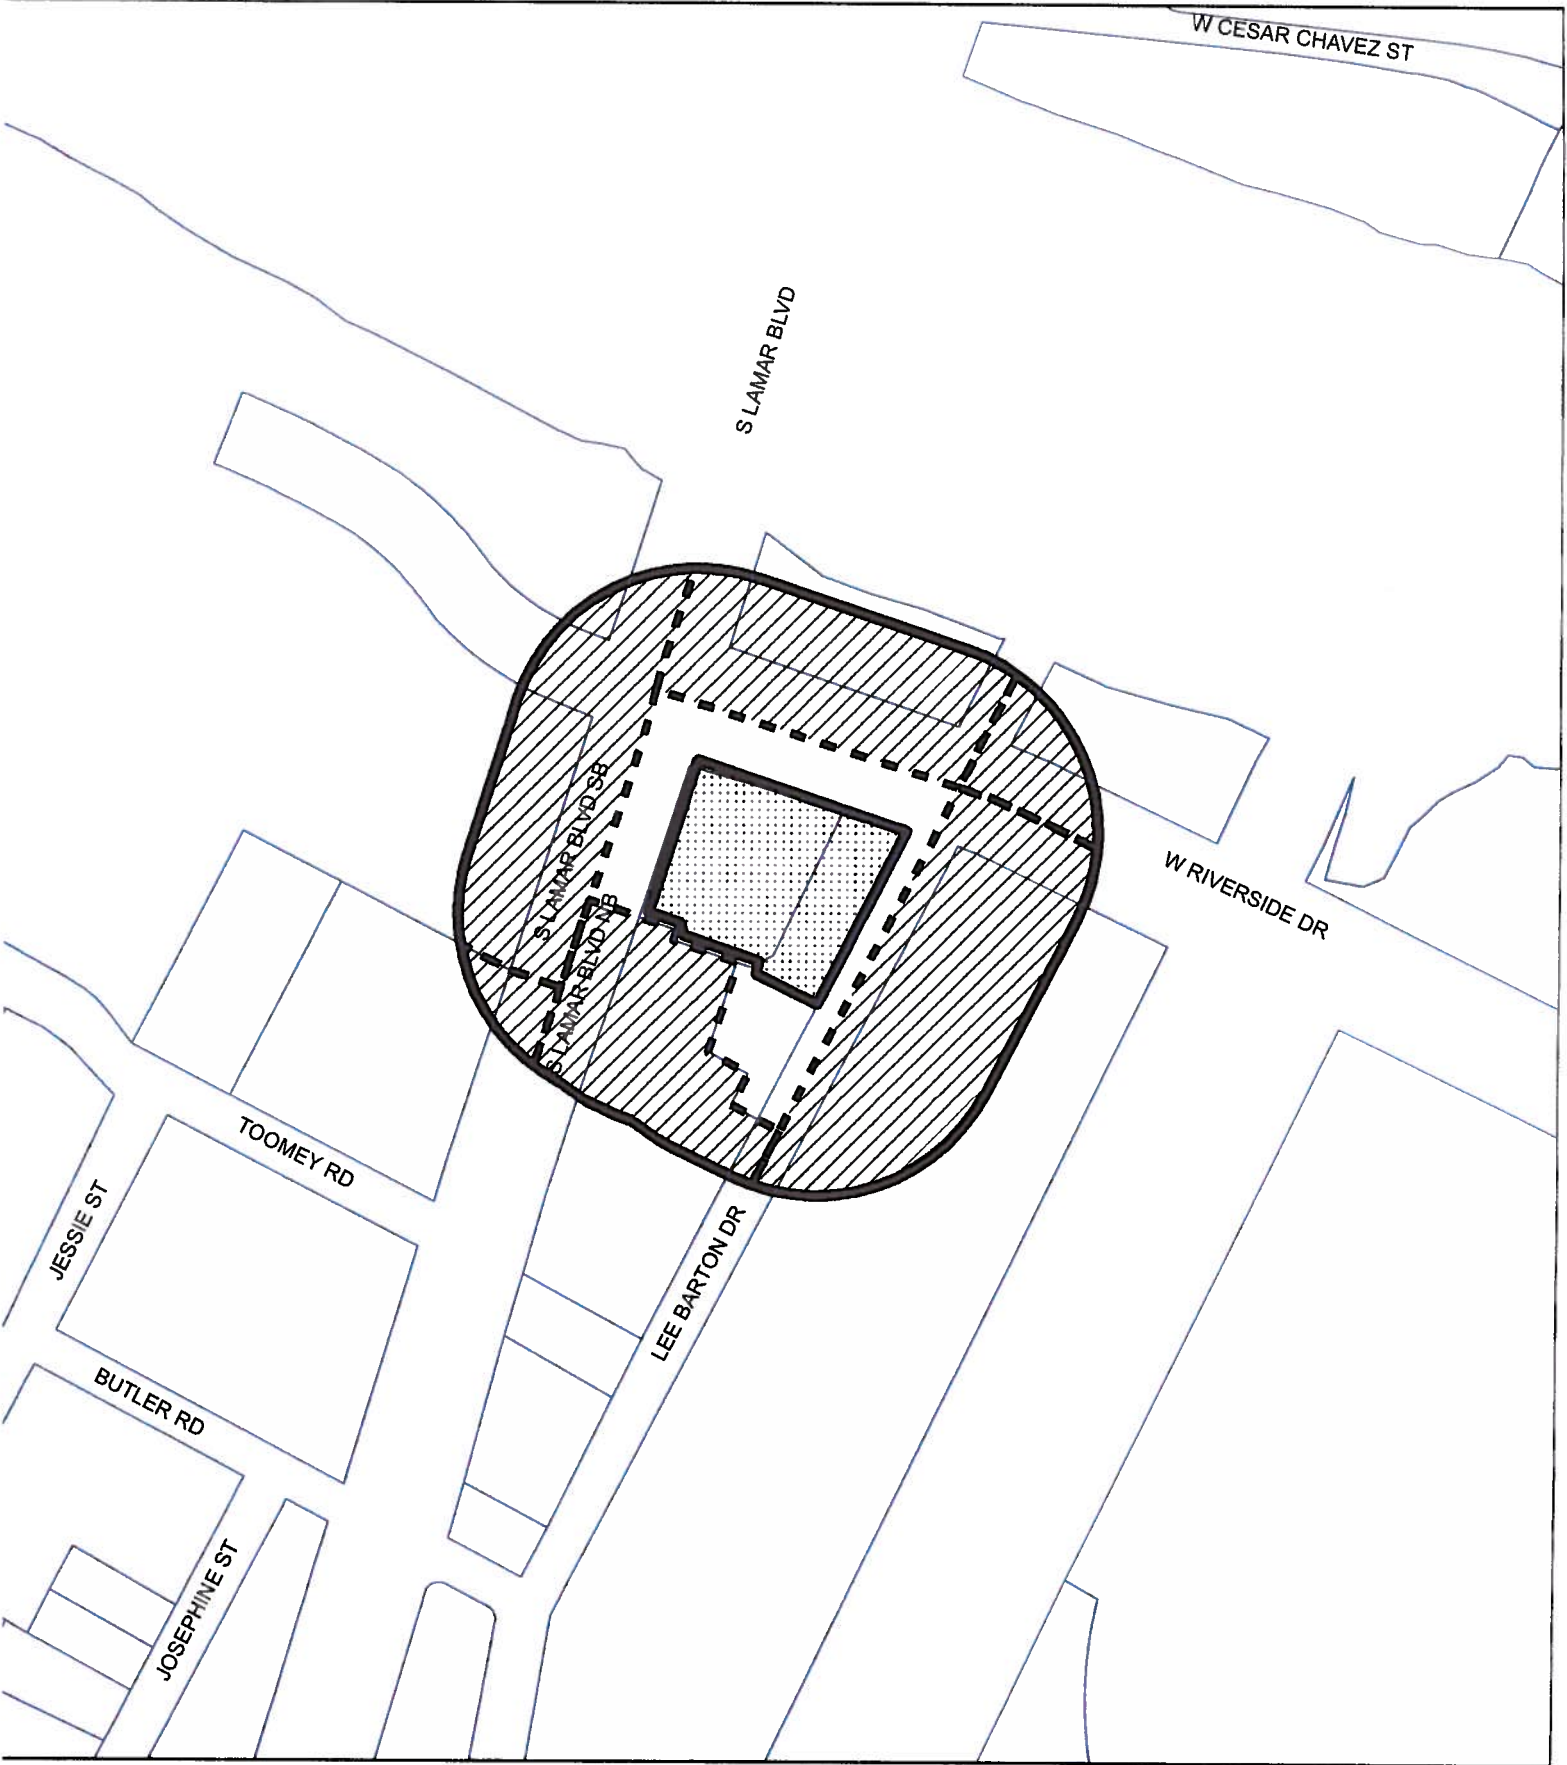 W CESAR CHAVEZ ST
S LAMAR BLVD
S LAMAR BLVD SB
S LAMAR BLVD NB
W RIVERSIDE DR
TOOMEY RD
JESSIE ST
LEE BARTON DR
BUTLER RD
JOSEPHINE ST